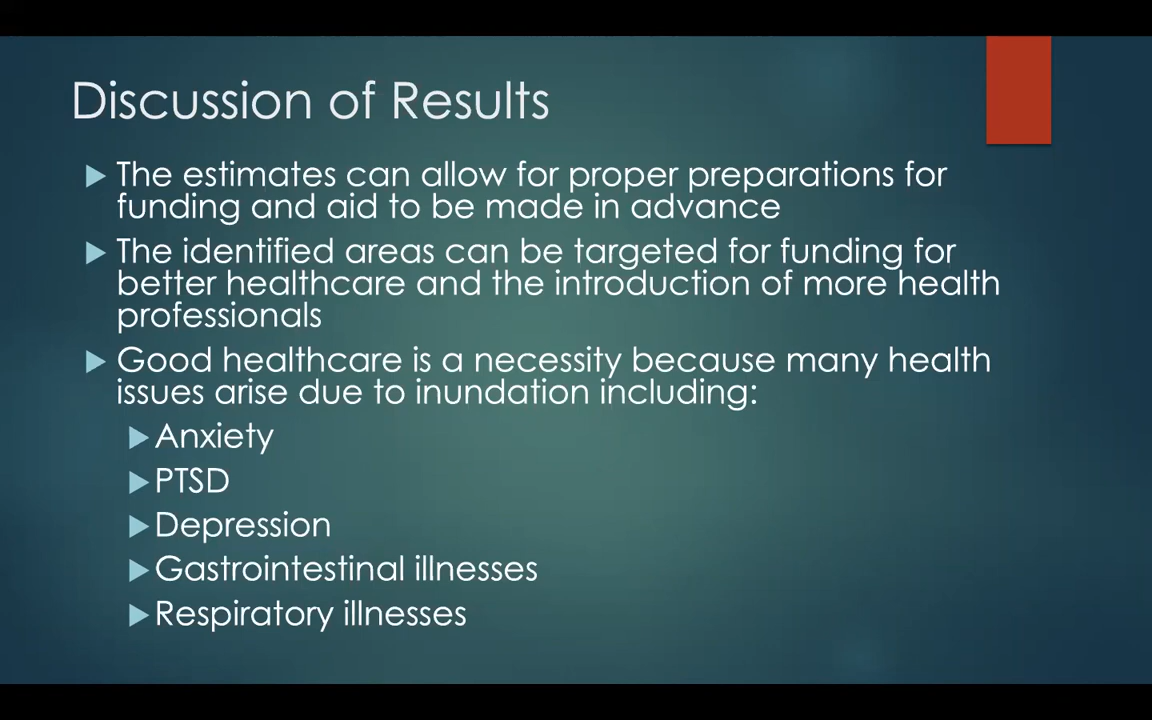 Discussion of Results
The estimates can allow for proper preparations for
funding and aid to be made in advance
The identified areas can be targeted for funding for
better healthcare and the introduction of more health
professionals
Good healthcare is a necessity because many health
issues arise due to inundation including:
Anxiety
PTSD
Depression
Gastrointestinal illnesses
Respiratory illnesses